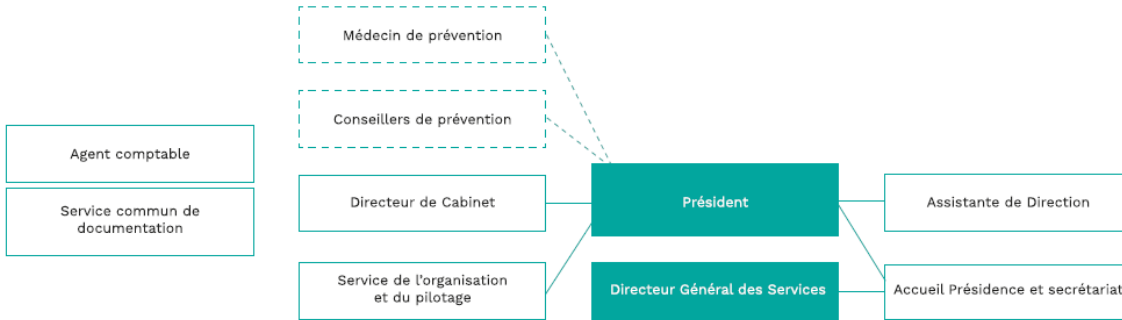 Médecin de prévention
Conseillers de prévention
Agent comptable
Service commun de
documentation
Directeur de Cabinet
Président
Assistante de Direction
Service de l'organisation
et du pilotage
Directeur Général des Services
Accueil Présidence et secrétariat